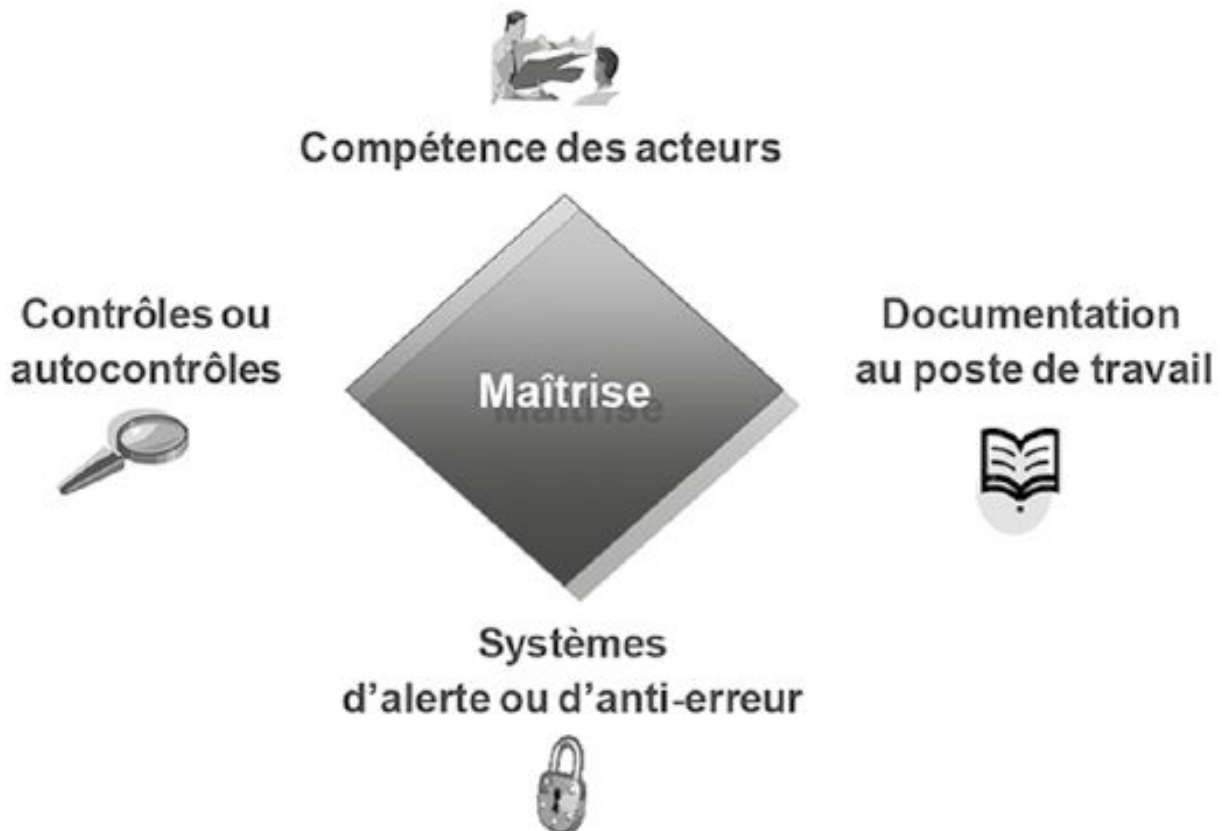 Compétence des acteurs
Contrôles ou
autocontrôles
Maîtrise
Documentation
au poste de travail
Systèmes
d'alerte ou d'anti-erreur